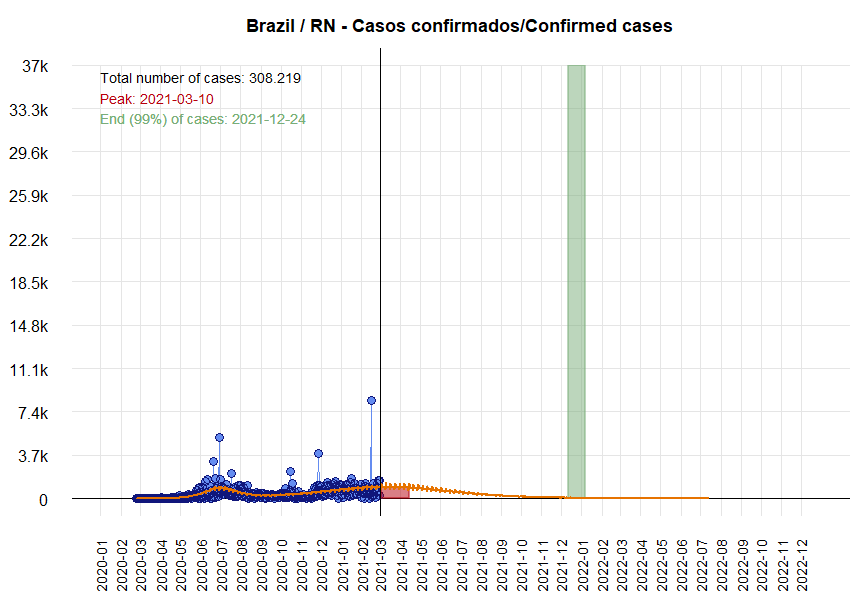 Brazil / RN - Casos confirmados/Confirmed cases
37k
Total number of cases: 308.219
Peak: 2021-03-10
33.3k
End (99%) of cases: 2021-12-24
29.6k
25.9k
22.2k
18.5k
14.8k
11.1k
7.4k
3.7k
0
2020-01
2020-02
2020-03
2020-04
2020-05
2020-06
2020-07
2020-08
2020-09
2020-10
2020-11
2020-12
2021-01
2021-02
2021-03
2021-04
2021-05
2021-06
2021-07
2021-08
2021-09
2021-10
2021-11
2021-12
2022-01
2022-02
2022-03
2022-04
2022-05
2022-06
2022-07
2022-08
2022-09
2022-10
2022-11
2022-12